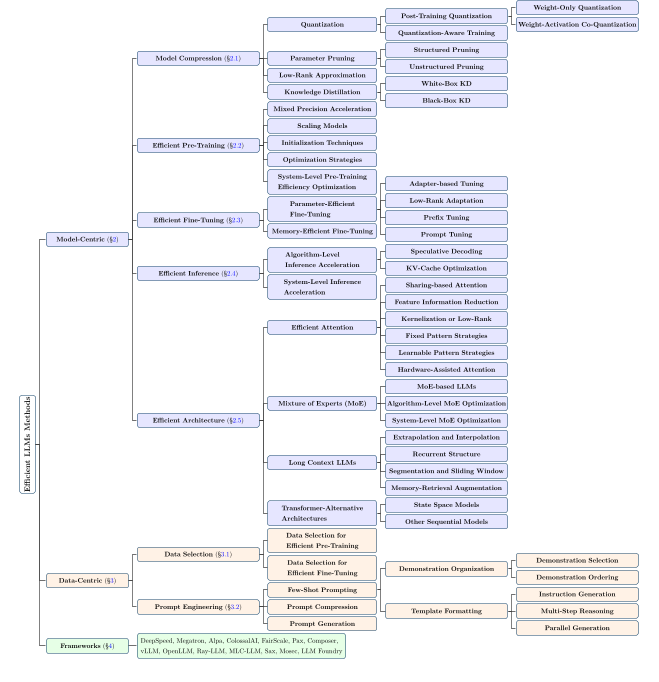 Efficient LLMs Methods
Model-Centric (§2)
Model Compression (§2.1)
Quantization
Post-Training Quantization
Weight-Only Quantization
Weight-Activation Co-Quantization
Quantization-Aware Training
Parameter Pruning
Structured Pruning
Unstructured Pruning
Low-Rank Approximation
Knowledge Distillation
White-Box KD
Black-Box KD
Efficient Pre-Training (§2.2)
Mixed Precision Acceleration
Scaling Models
Initialization Techniques
Optimization Strategies
System-Level Pre-Training
Efficiency Optimization
Efficient Fine-Tuning (§2.3)
Parameter-Efficient
Fine-Tuning
Adapter-based Tuning
Low-Rank Adaptation
Prefix Tuning
Prompt Tuning
Memory-Efficient Fine-Tuning
Efficient Inference (§2.4)
Algorithm-Level
Inference Acceleration
Speculative Decoding
KV-Cache Optimization
System-Level Inference
Acceleration
Efficient Architecture (§2.5)
Efficient Attention
Sharing-based Attention
Feature Information Reduction
Kernelization or Low-Rank
Fixed Pattern Strategies
Learnable Pattern Strategies
Hardware-Assisted Attention
Mixture of Experts (MoE)
MoE-based LLMs
Algorithm-Level MoE Optimization
System-Level MoE Optimization
Long Context LLMs
Extrapolation and Interpolation
Recurrent Structure
Segmentation and Sliding Window
Memory-Retrieval Augmentation
Transformer-Alternative
Architectures
State Space Models
Other Sequential Models
Data-Centric (§3)
Data Selection (§3.1)
Data Selection for
Efficient Pre-Training
Data Selection for
Efficient Fine-Tuning
Prompt Engineering (§3.2)
Few-Shot Prompting
Demonstration Organization
Demonstration Selection
Demonstration Ordering
Template Formatting
Instruction Generation
Multi-Step Reasoning
Parallel Generation
Prompt Compression
Prompt Generation
Frameworks (§4)
DeepSpeed, Megatron, Alpa, ColossalAI, FairScale, Pax, Composer,
vLLM, OpenLLM, Ray-LLM, MLC-LLM, Sax, Mosec, LLM Foundry